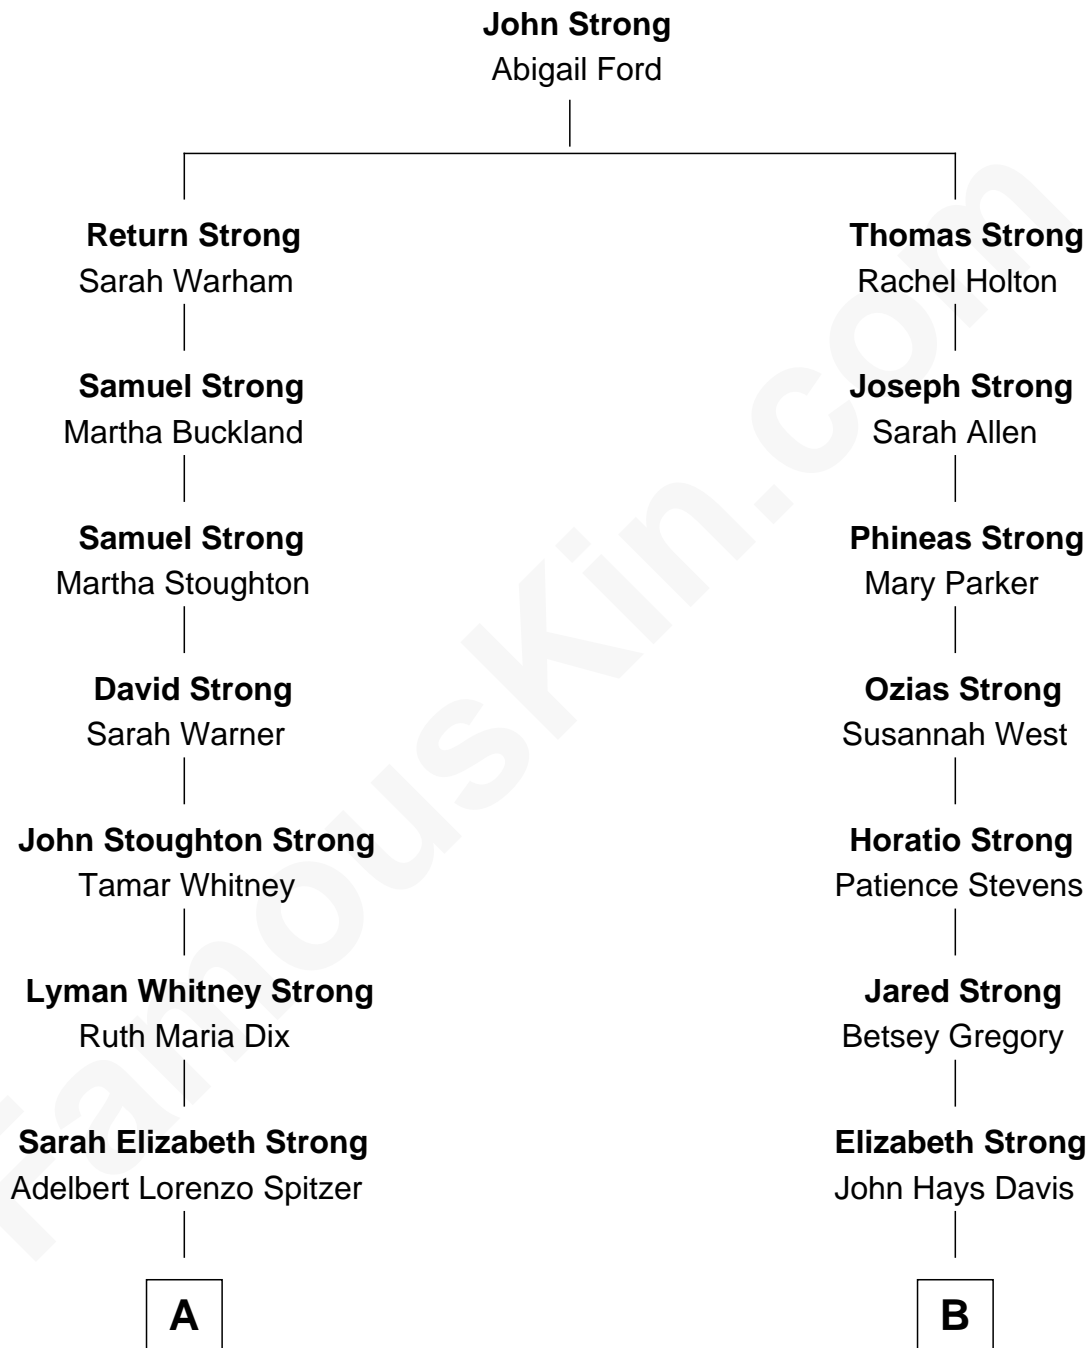 John Strong
Abigail Ford
Return Strong
Sarah Warham
Thomas Strong
Rachel Holton
Samuel Strong
Martha Buckland
Joseph Strong
Sarah Allen
Samuel Strong
Martha Stoughton
Phineas Strong
Mary Parker
David Strong
Sarah Warner
Ozias Strong
Susannah West
John Stoughton Strong
Tamar Whitney
Horatio Strong
Patience Stevens
Lyman Whitney Strong
Ruth Maria Dix
Jared Strong
Betsey Gregory
Sarah Elizabeth Strong
Adelbert Lorenzo Spitzer
Elizabeth Strong
John Hays Davis
A
B
FamousKin.com